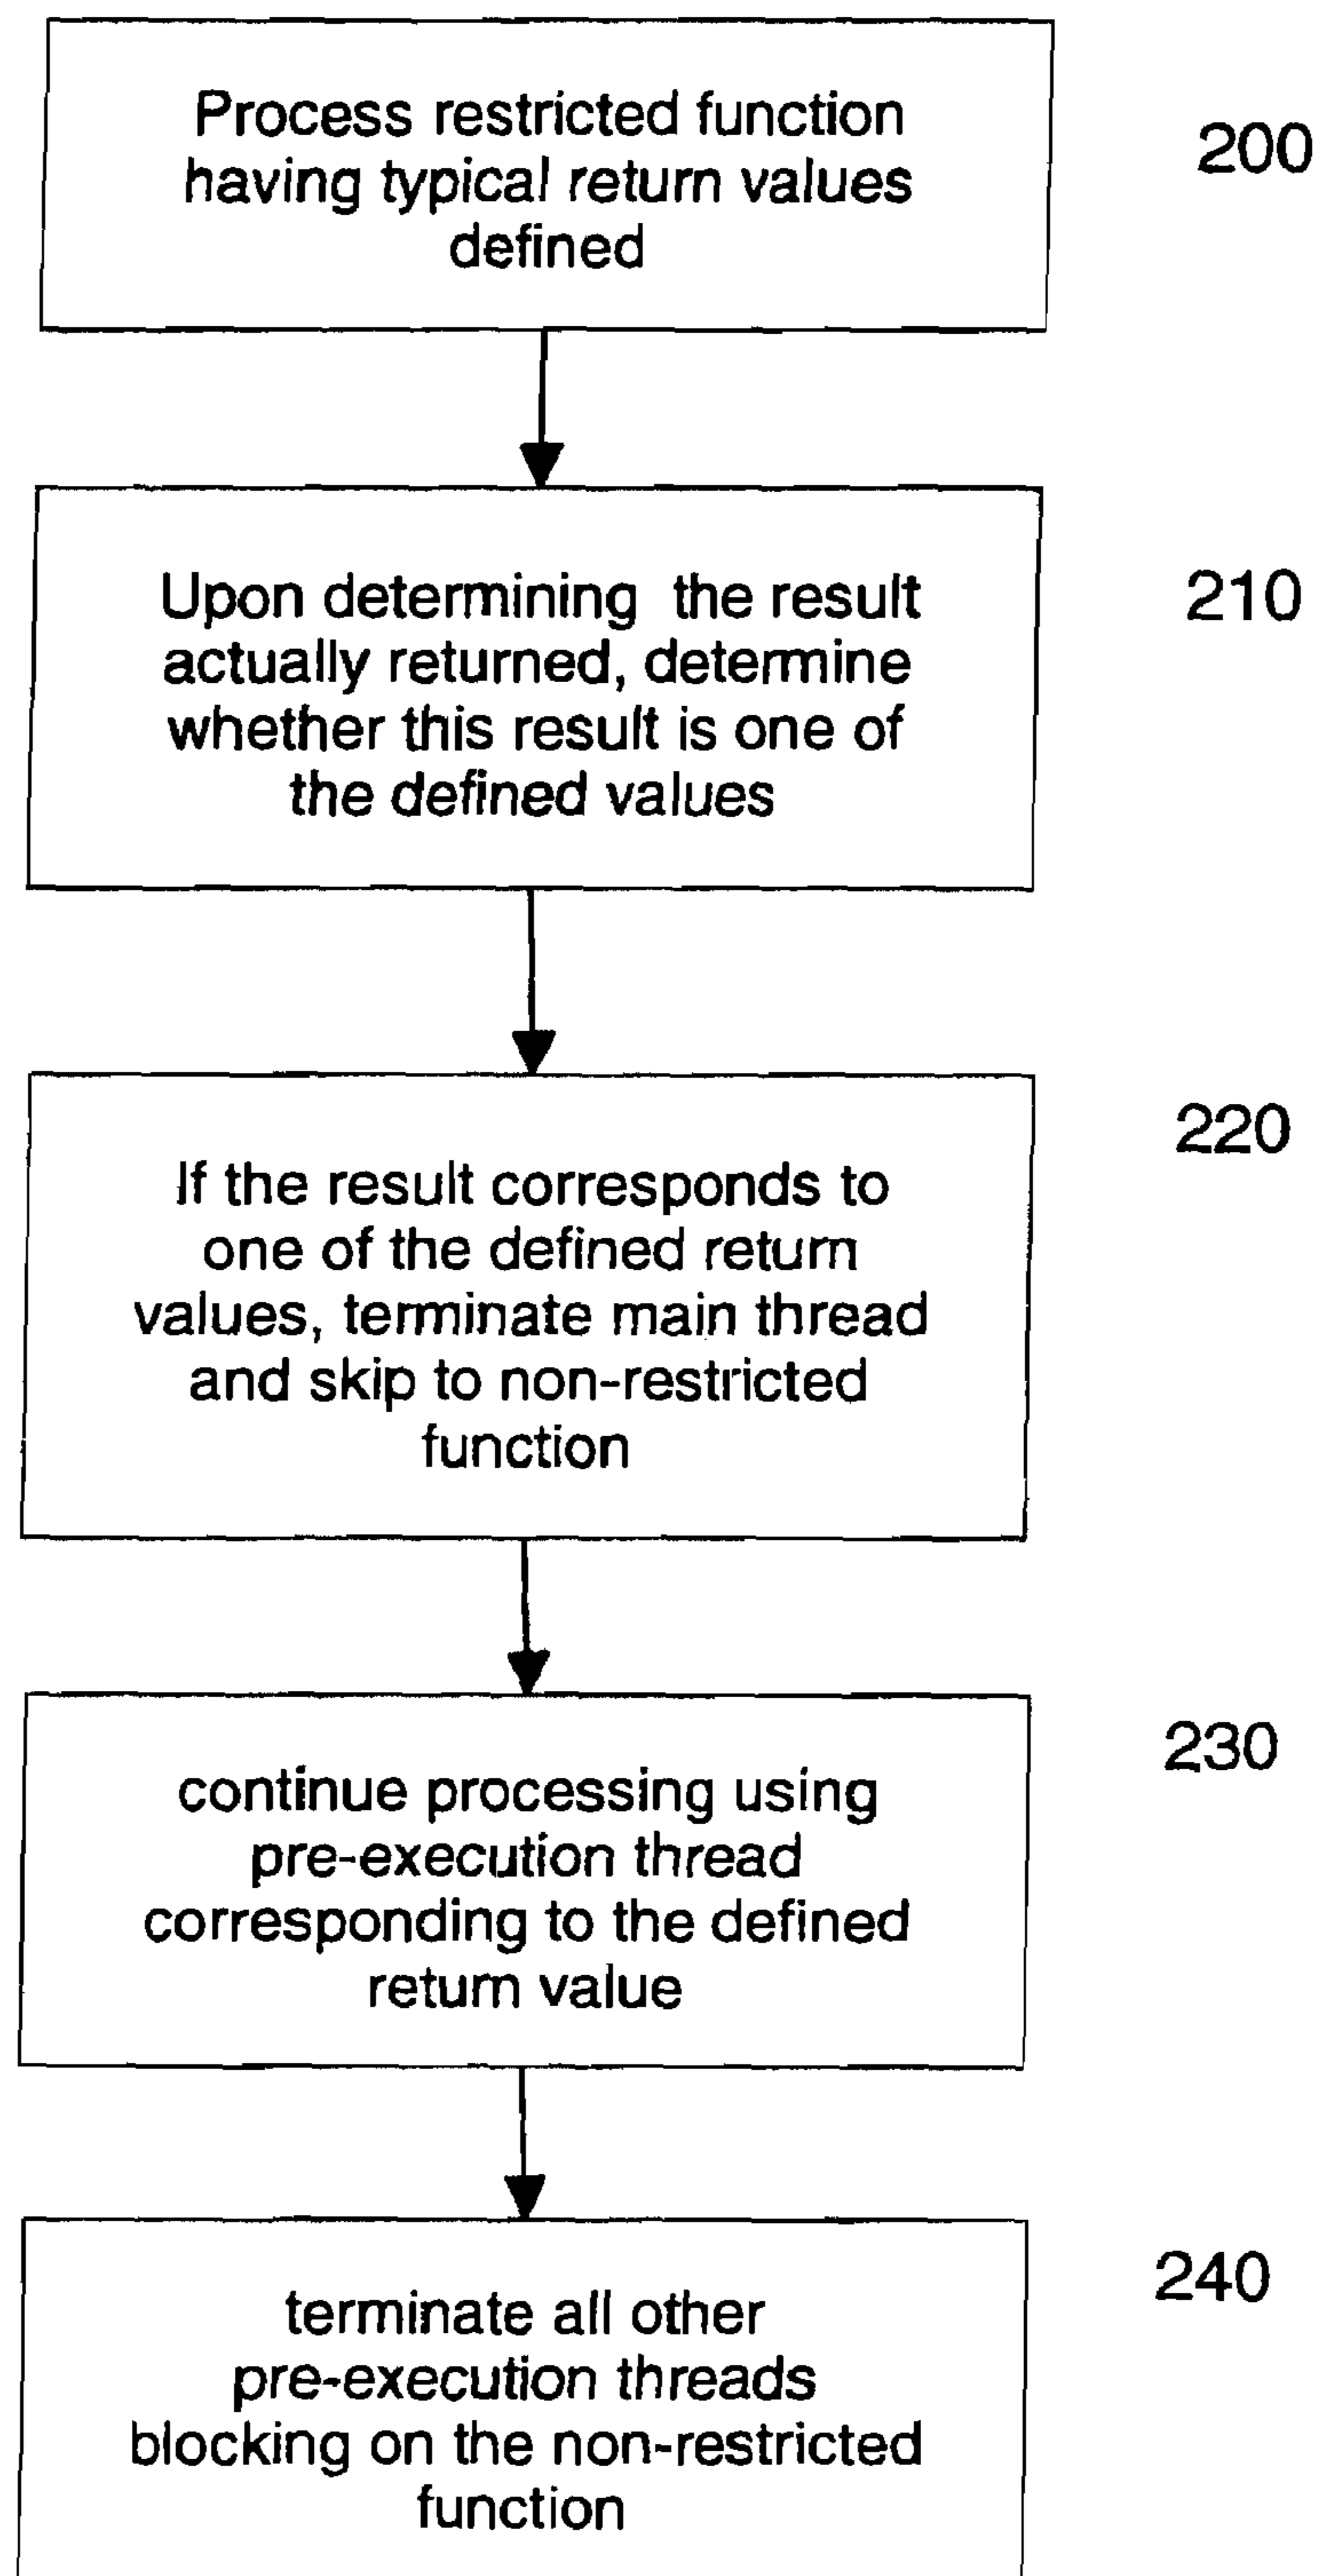 Process restricted function
having typical return values
defined
200
Upon determining the result
actually returned, determine
whether this result is one of
the defined values
210
If the result corresponds to
one of the defined return
values, terminate main thread
and skip to non-restricted
function
220
continue processing using
pre-execution thread
corresponding to the defined
return value
230
terminate all other
pre-execution threads
blocking on the non-restricted
function
240